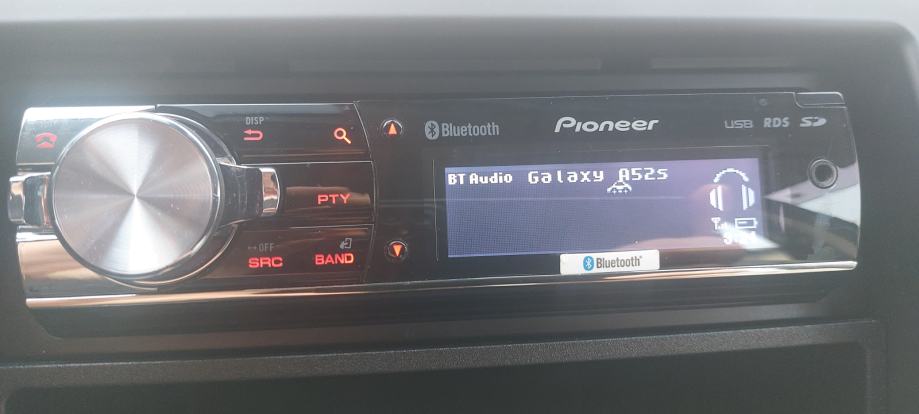 DISP
Bluetooth
Pioneer
USB RDS SD
BT Audio Galaxy A52s
PTY
OFF
SRC
BAND
Bluetooth